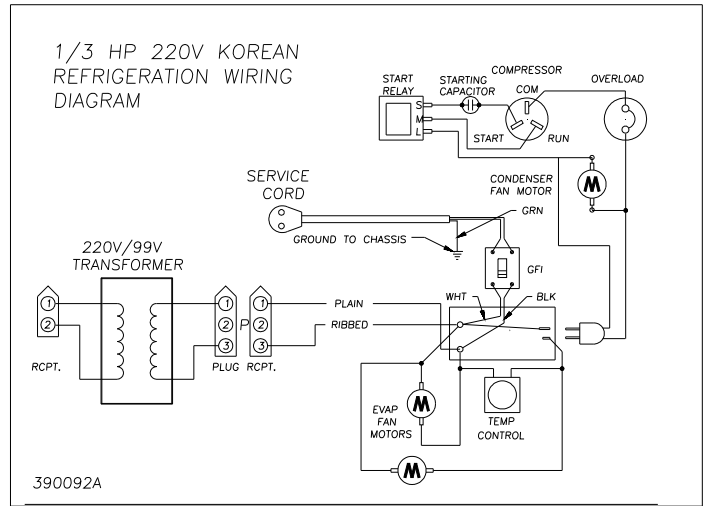 1/3 HP 220V KOREAN
REFRIGERATION WIRING
DIAGRAM
START
RELAY
STARTING
CAPACITOR
COMPRESSOR
COM
OVERLOAD
S
M
L
START
RUN
CONDENSER
FAN MOTOR
M
SERVICE
CORD
GRN
GROUND TO CHASSIS
GFI
220V/99V
TRANSFORMER
WHT
BLK
1
2
RCPT.
1
2
3
PLUG
P
1
2
3
RCPT.
PLAIN
RIBBED
EVAP
FAN
MOTORS
M
M
TEMP
CONTROL
390092A